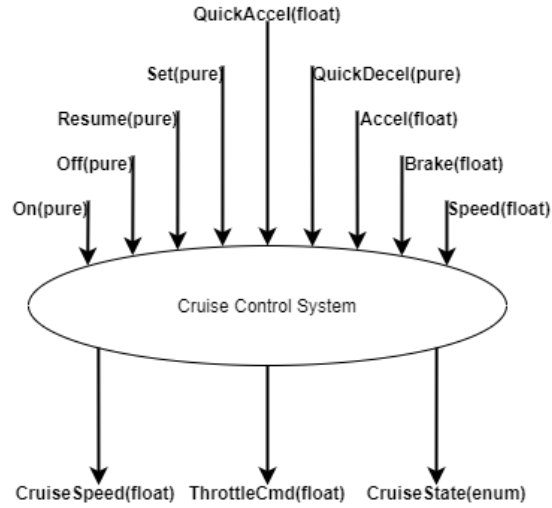 QuickAccel(float)
Set(pure)
QuickDecel(pure)
Resume(pure)
Accel(float)
Off(pure)
Brake(float)
On(pure)
Speed(float)
Cruise Control System
CruiseSpeed(float)
ThrottleCmd(float)
CruiseState(enum)